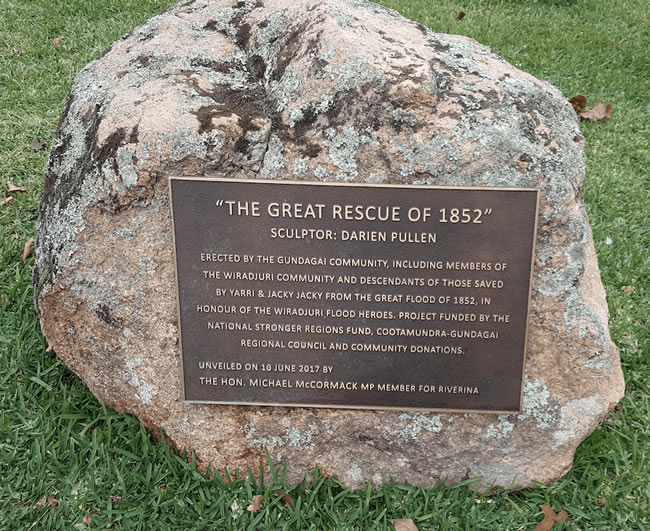 "THE GREAT RESCUE OF 1852"
SCULPTOR: DARIEN PULLEN
ERECTED BY THE GUNDAGAI COMMUNITY, INCLUDING MEMBERS OF
THE WIRADJURI COMMUNITY AND DESCENDANTS OF THOSE SAVED
BY YARRI & JACKY JACKY FROM THE GREAT FLOOD OF 1852, IN
HONOUR OF THE WIRADJURI FLOOD HEROES. PROJECT FUNDED BY THE
NATIONAL STRONGER REGIONS FUND, COOTAMUNDRA-GUNDAGAI
REGIONAL COUNCIL AND COMMUNITY DONATIONS.
UNVEILED ON 10 JUNE 2017 BY
THE HON. MICHAEL McCORMACK MP MEMBER FOR RIVERINA